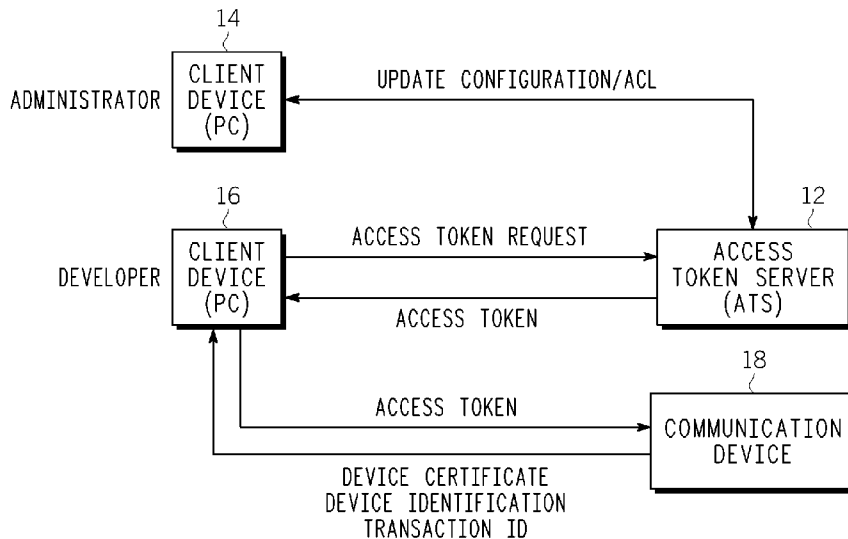 14
CLIENT
DEVICE
(PC)
ADMINISTRATOR
UPDATE CONFIGURATION/ACL
16
CLIENT
DEVICE
(PC)
DEVELOPER
ACCESS TOKEN REQUEST
ACCESS TOKEN
12
ACCESS
TOKEN SERVER
(ATS)
ACCESS TOKEN
18
COMMUNICATION
DEVICE
DEVICE CERTIFICATE
DEVICE IDENTIFICATION
TRANSACTION ID